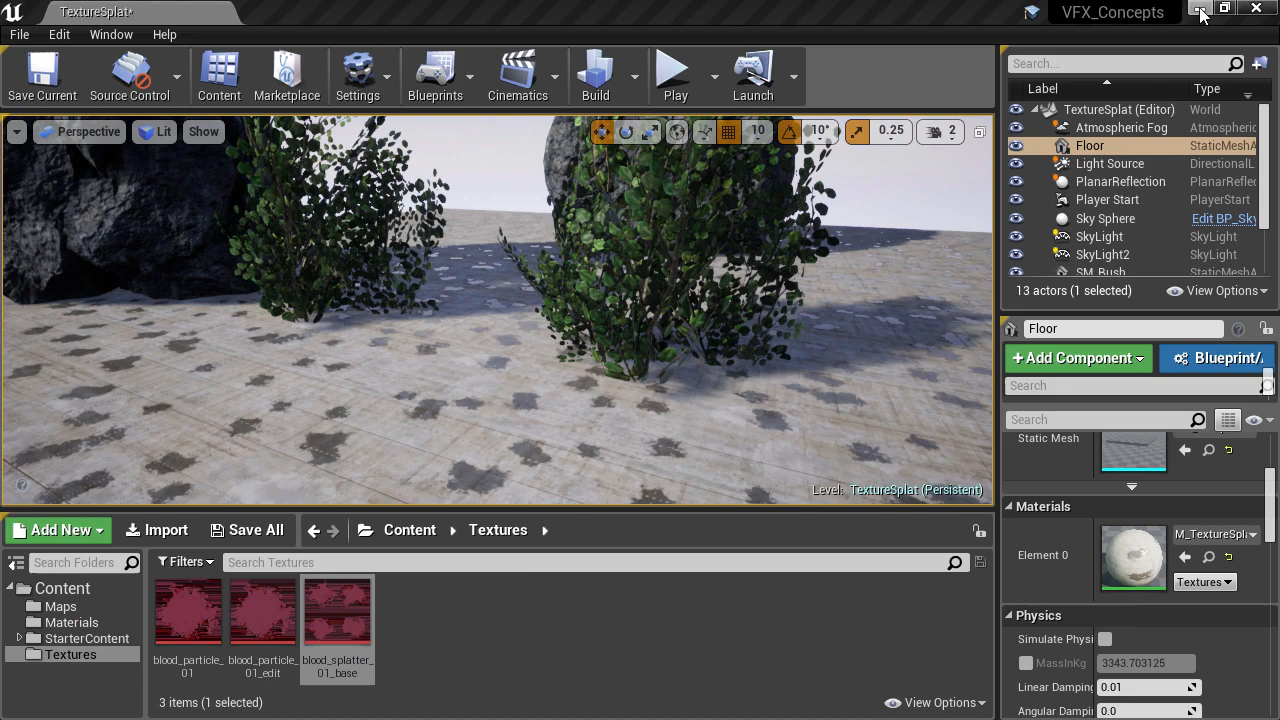 TextureSplat*
VFX_Concepts
File Edit Window Help
Save Current Source Control Content Marketplace Settings Blueprints Cinematics Build Play Launch
Perspective Lit Show
10 10° 0.25 2
Level: TextureSplat (Persistent)
Search...
Label Type
TextureSplat (Editor) World
Atmospheric Fog Atmospheric
Floor StaticMeshA
Light Source DirectionalL
PlanarReflection PlanarReflec
Player Start PlayerStart
Sky Sphere Edit BP_Sky
SkyLight SkyLight
SkyLight2 SkyLight
SM_Bush StaticMeshA
13 actors (1 selected) View Options
Floor
+Add Component Blueprint/
Search
Search
Static Mesh
Materials
Element 0
M_TextureSpl
Textures
Physics
Simulate Physi
MassInKg 3343.703125
Linear Damping 0.01
Angular Dampi 0.0
Add New Import Save All Content Textures
Search Folders
Filters Search Textures
Content
Maps
Materials
StarterContent
Textures
blood_particle_
01
blood_particle_
01_edit
blood_splatter_
01_base
3 items (1 selected) View Options